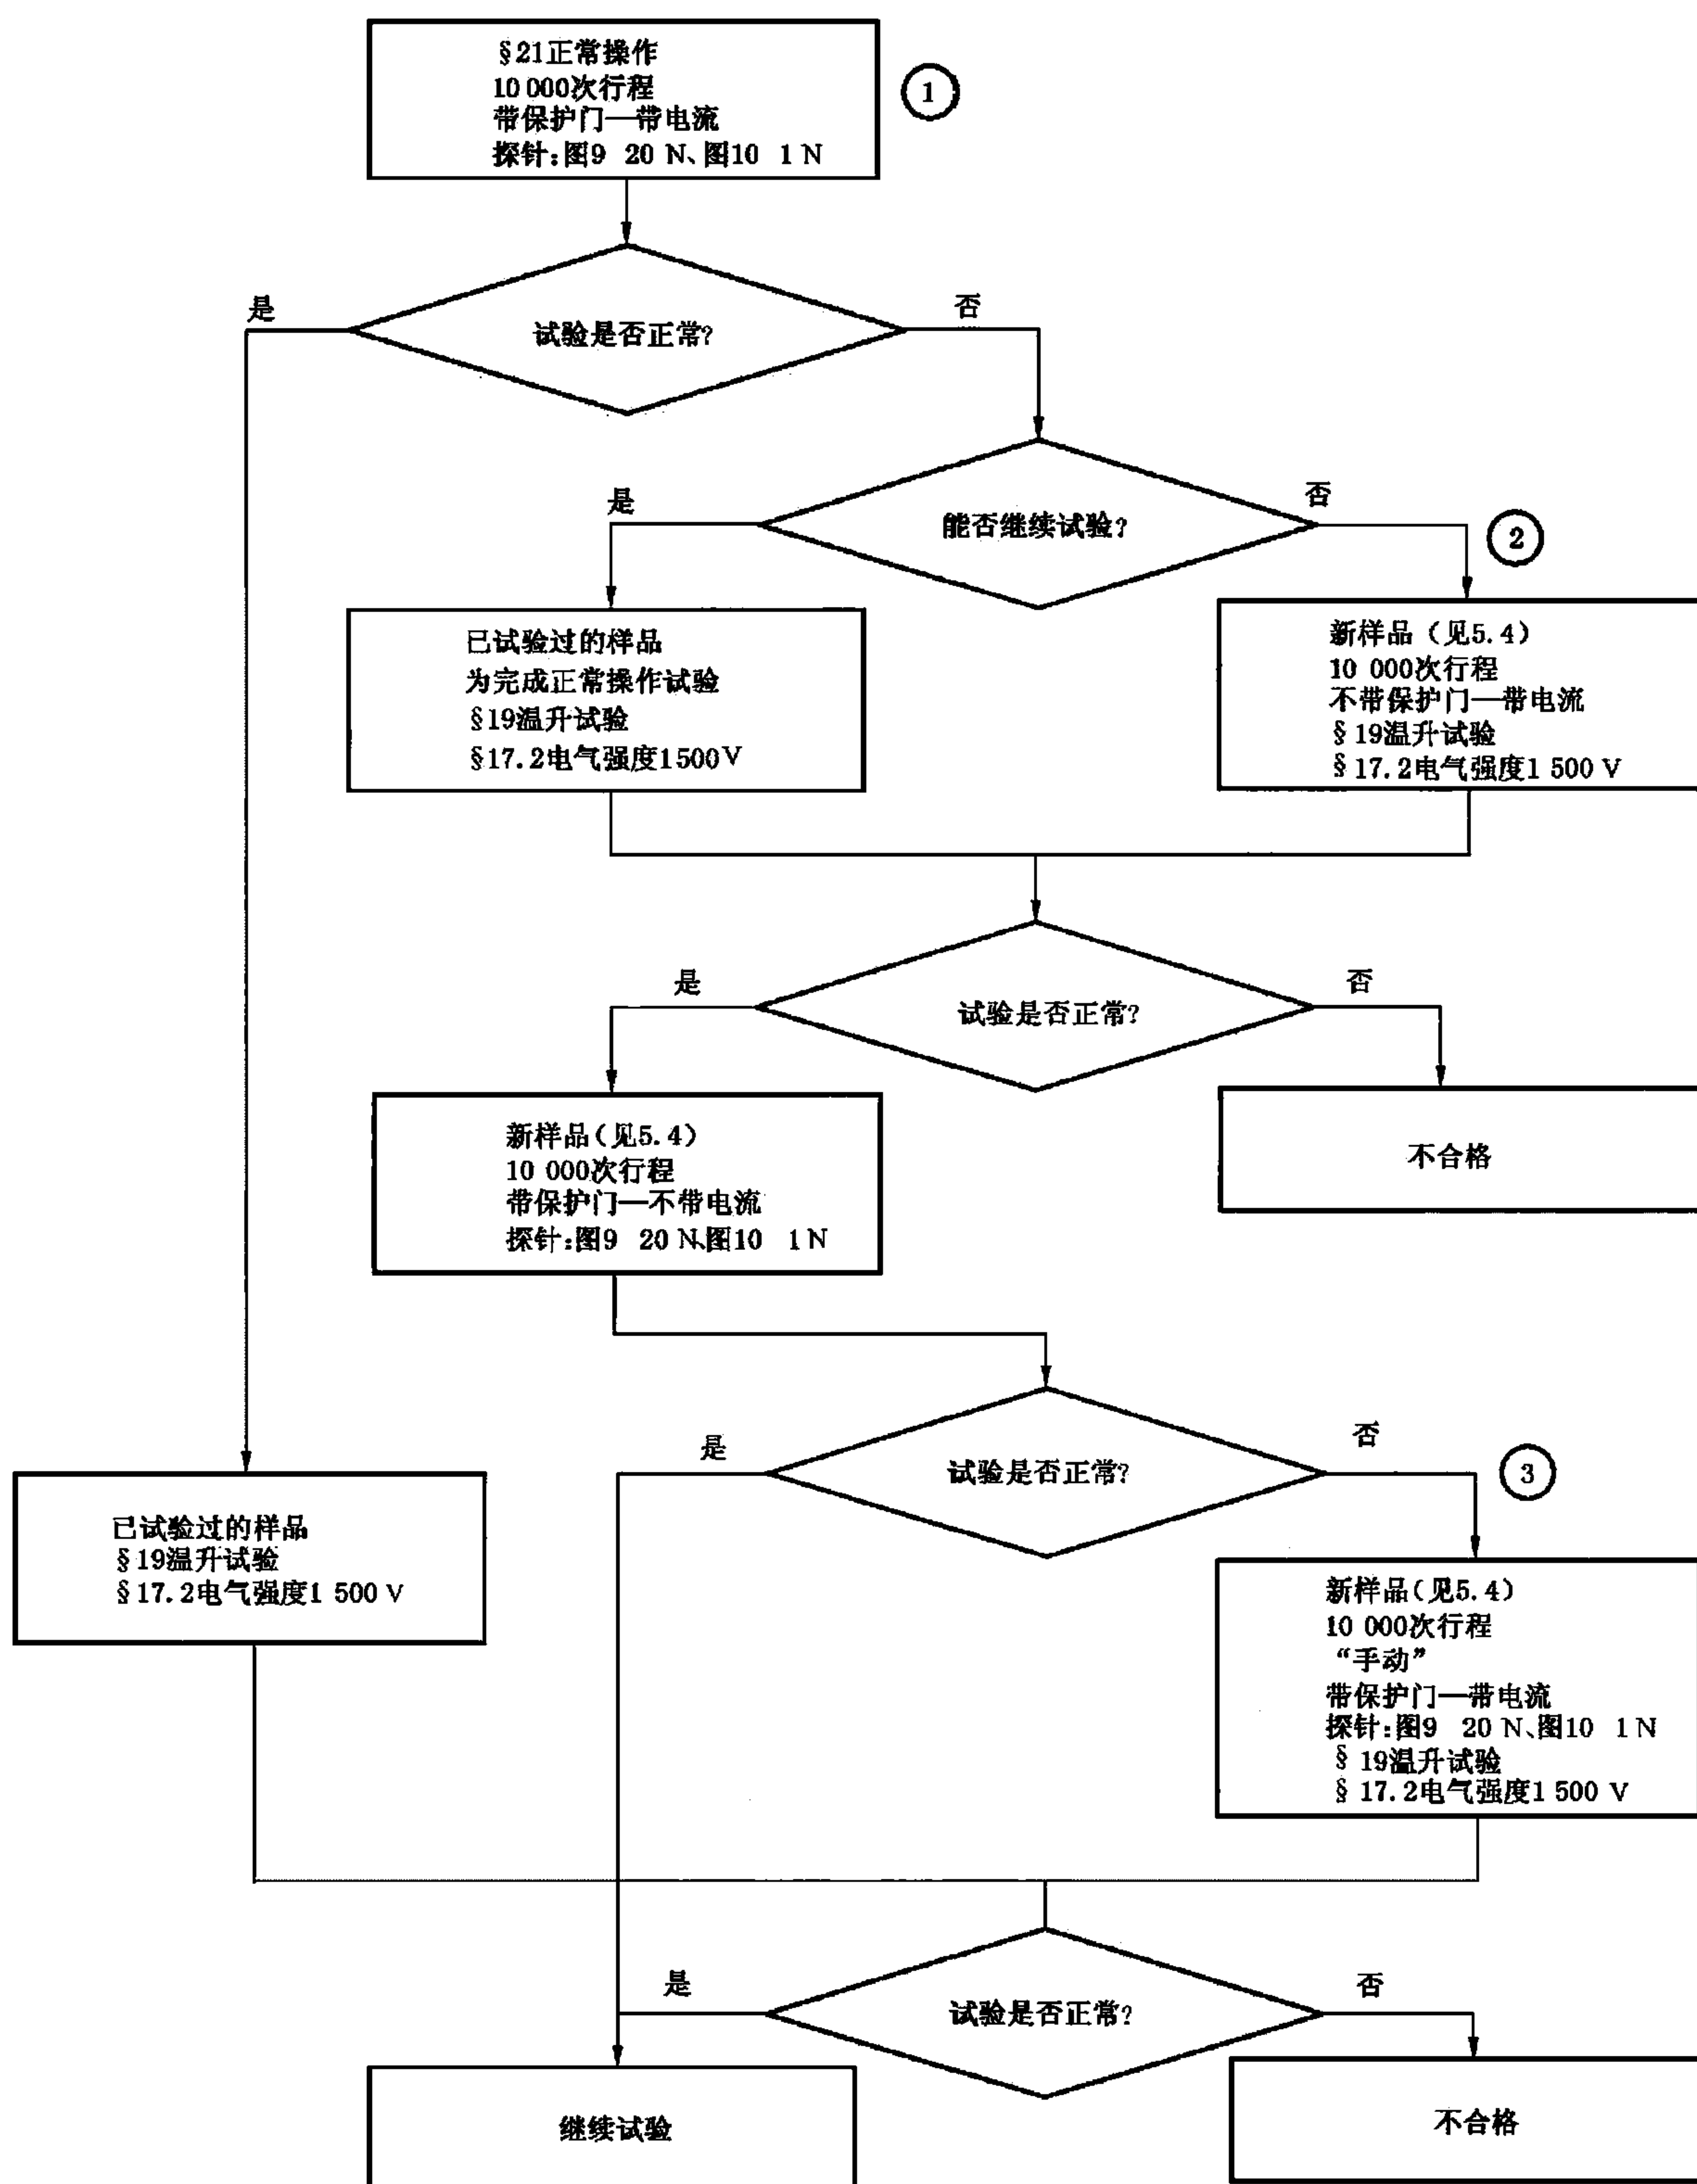 §21正常操作
10 000次行程
带保护门—带电流
探针:图9 20 N、图10 1 N
①
试验是否正常?
是
否
能否继续试验?
是
否
②
已试验过的样品
为完成正常操作试验
§19温升试验
§17.2电气强度1500V
新样品（见5.4）
10 000次行程
不带保护门—带电流
§19温升试验
§17.2电气强度1 500 V
试验是否正常?
是
否
新样品(见5.4)
10 000次行程
带保护门—不带电流
探针:图9 20 N、图10 1 N
不合格
试验是否正常?
是
否
③
已试验过的样品
§19温升试验
§17.2电气强度1 500 V
新样品(见5.4)
10 000次行程
“手动”
带保护门—带电流
探针:图9 20 N、图10 1 N
§19温升试验
§17.2电气强度1 500 V
试验是否正常?
是
否
继续试验
不合格